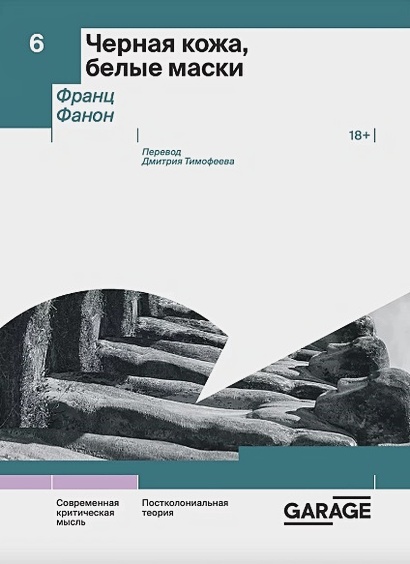 6
Черная кожа,
белые маски
Франц
Фанон
18+
Перевод
Дмитрия Тимофеева
Современная
критическая
мысль
Постколониальная
теория
GARAGE